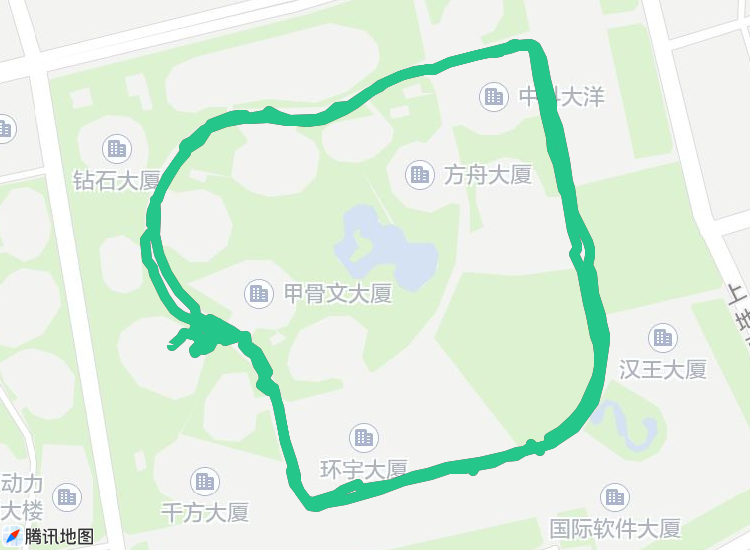 中科大洋
方舟大厦
钻石大厦
甲骨文大厦
上地
汉王大厦
环宇大厦
动力
大楼
千方大厦
国际软件大厦
腾讯地图